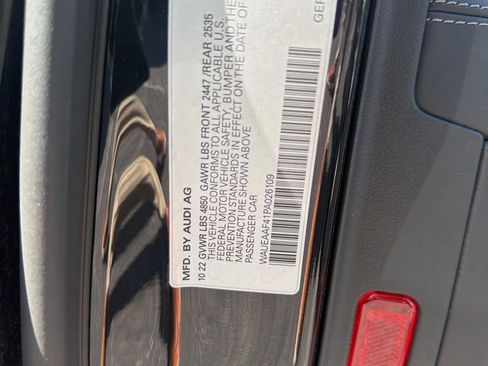 MFD. BY AUDI AG
10 22 GVWR LBS 4850 GAWR LBS FRONT 2447 /REAR 2535
THIS VEHICLE CONFORMS TO ALL APPLICABLE U.S.
FEDERAL MOTOR VEHICLE SAFETY, BUMPER AND THE
PREVENTION STANDARDS IN EFFECT ON THE DATE OF
MANUFACTURE SHOWN ABOVE
PASSENGER CAR
WAUEAAF41PA026109
GER